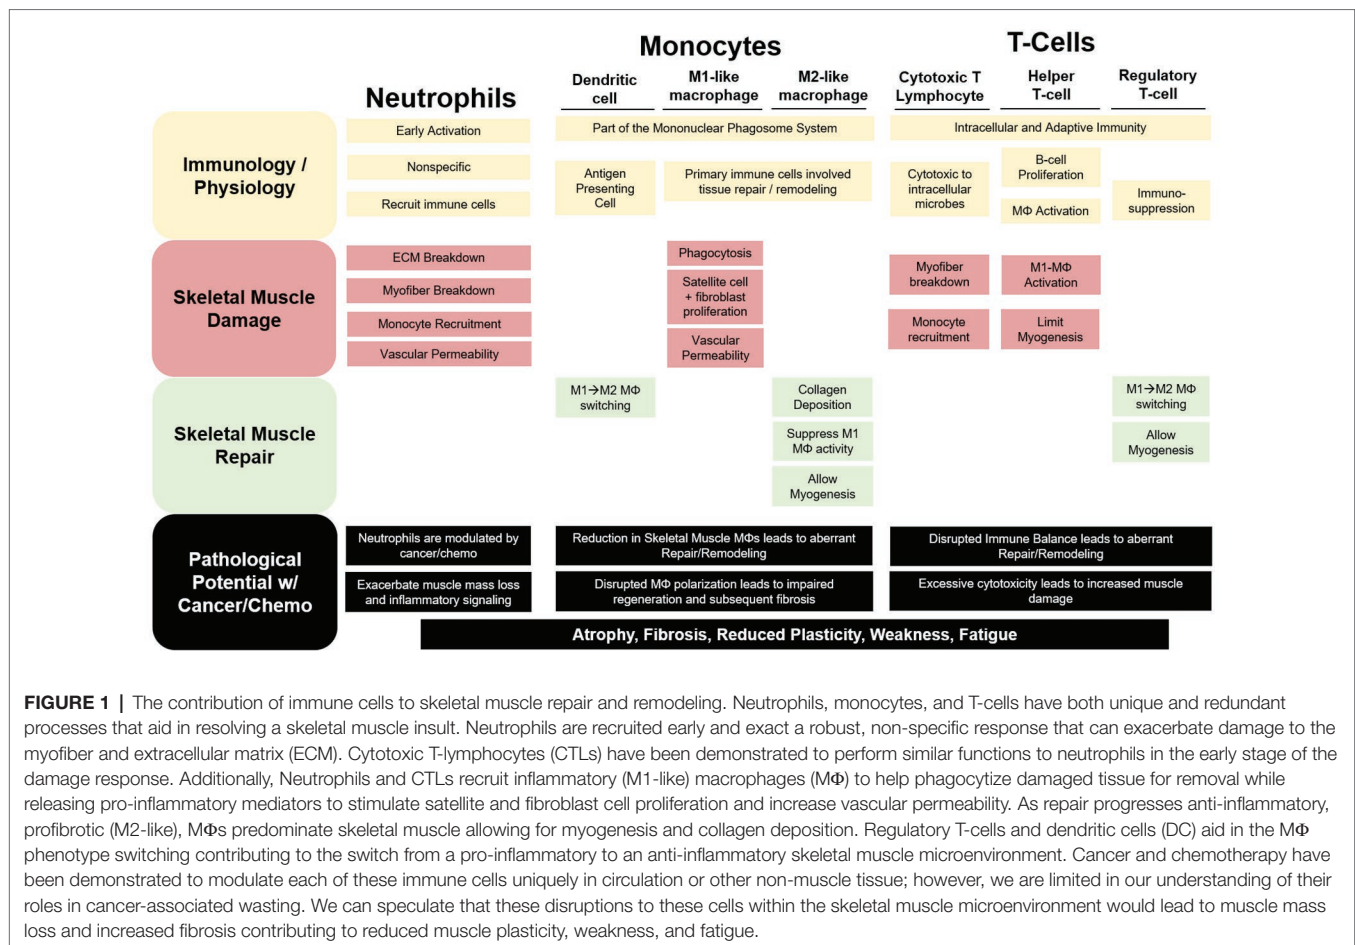 Monocytes
T-Cells
Neutrophils
Dendritic
cell
M1-like
macrophage
M2-like
macrophage
Cytotoxic T
Lymphocyte
Helper
T-cell
Regulatory
T-cell
Immunology /
Physiology
Early Activation
Nonspecific
Recruit immune cells
Part of the Mononuclear Phagosome System
Antigen
Presenting
Cell
Primary immune cells involved
tissue repair / remodeling
Intracellular and Adaptive Immunity
Cytotoxic to
intracellular
microbes
B-cell
Proliferation
MΦ Activation
Immuno-
suppression
Skeletal Muscle
Damage
ECM Breakdown
Myofiber Breakdown
Monocyte Recruitment
Vascular Permeability
Phagocytosis
Satellite cell
+ fibroblast
proliferation
Vascular
Permeability
Myofiber
breakdown
Monocyte
recruitment
M1-MΦ
Activation
Limit
Myogenesis
Skeletal Muscle
Repair
M1→M2 MΦ
switching
Collagen
Deposition
Suppress M1
MΦ activity
Allow
Myogenesis
M1→M2 MΦ
switching
Allow
Myogenesis
Pathological
Potential w/
Cancer/Chemo
Neutrophils are modulated by
cancer/chemo
Exacerbate muscle mass loss
and inflammatory signaling
Reduction in Skeletal Muscle MΦs leads to aberrant
Repair/Remodeling
Disrupted MΦ polarization leads to impaired
regeneration and subsequent fibrosis
Disrupted Immune Balance leads to aberrant
Repair/Remodeling
Excessive cytotoxicity leads to increased muscle
damage
Atrophy, Fibrosis, Reduced Plasticity, Weakness, Fatigue
FIGURE 1 | The contribution of immune cells to skeletal muscle repair and remodeling. Neutrophils, monocytes, and T-cells have both unique and redundant
processes that aid in resolving a skeletal muscle insult. Neutrophils are recruited early and exact a robust, non-specific response that can exacerbate damage to the
myofiber and extracellular matrix (ECM). Cytotoxic T-lymphocytes (CTLs) have been demonstrated to perform similar functions to neutrophils in the early stage of the
damage response. Additionally, Neutrophils and CTLs recruit inflammatory (M1-like) macrophages (MΦ) to help phagocytize damaged tissue for removal while
releasing pro-inflammatory mediators to stimulate satellite and fibroblast cell proliferation and increase vascular permeability. As repair progresses anti-inflammatory,
profibrotic (M2-like), MΦs predominate skeletal muscle allowing for myogenesis and collagen deposition. Regulatory T-cells and dendritic cells (DC) aid in the MΦ
phenotype switching contributing to the switch from a pro-inflammatory to an anti-inflammatory skeletal muscle microenvironment. Cancer and chemotherapy have
been demonstrated to modulate each of these immune cells uniquely in circulation or other non-muscle tissue; however, we are limited in our understanding of their
roles in cancer-associated wasting. We can speculate that these disruptions to these cells within the skeletal muscle microenvironment would lead to muscle mass
loss and increased fibrosis contributing to reduced muscle plasticity, weakness, and fatigue.